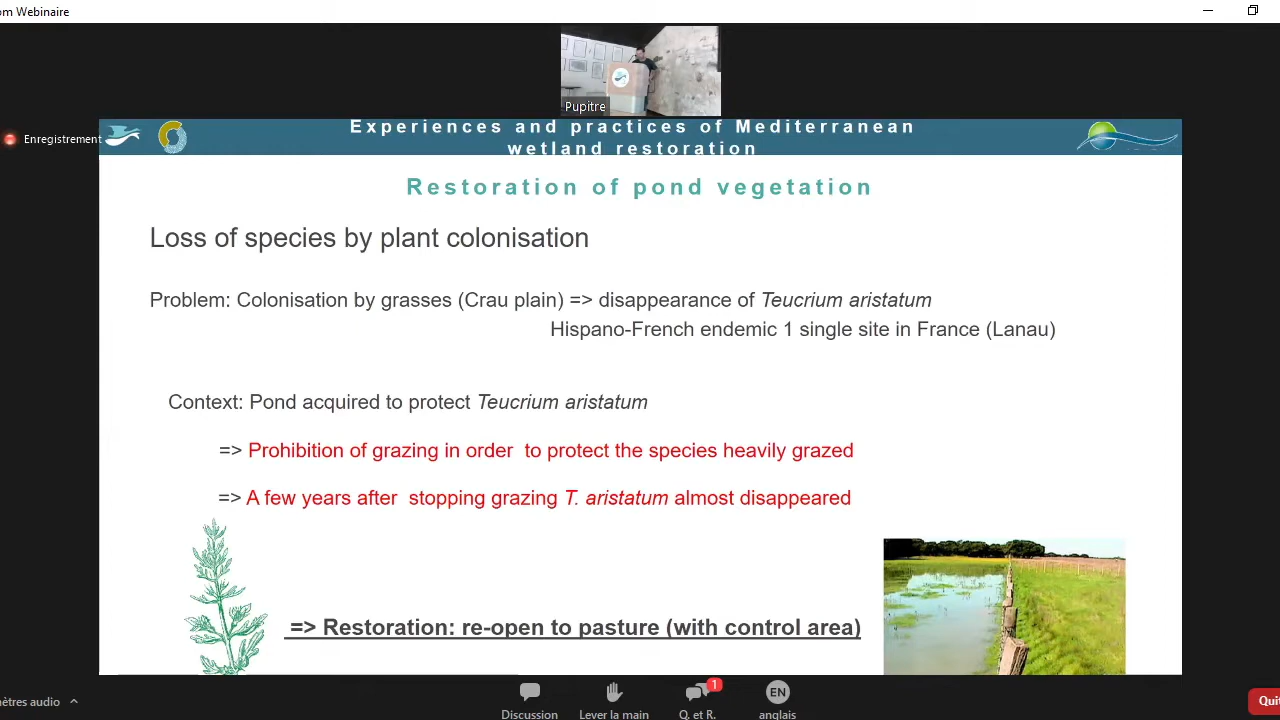 om Webinaire
Pupitre
Enregistrement
Experiences and practices of Mediterranean
wetland restoration
Restoration of pond vegetation
Loss of species by plant colonisation
Problem: Colonisation by grasses (Crau plain) => disappearance of Teucrium aristatum
Hispano-French endemic 1 single site in France (Lanau)
Context: Pond acquired to protect Teucrium aristatum
=> Prohibition of grazing in order  to protect the species heavily grazed
=> A few years after  stopping grazing T. aristatum almost disappeared
=> Restoration: re-open to pasture (with control area)
nètres audio
Discussion
Lever la main
1
Q. et R.
EN
anglais
Quit